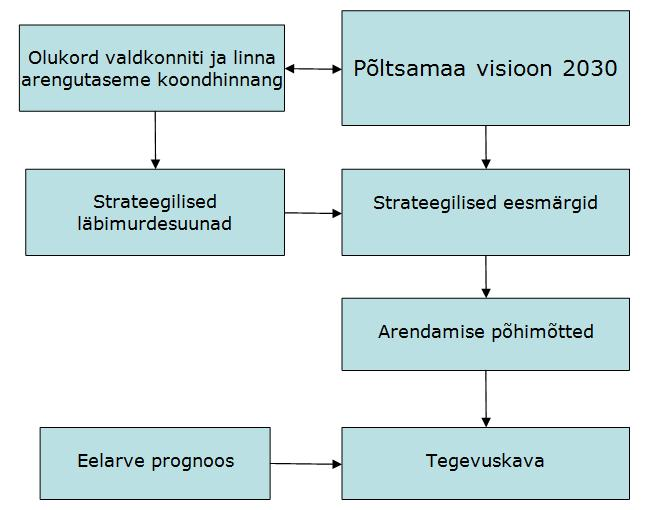 Olukord valdkonniti ja linna
arengutaseme koondhinnang
Põltsamaa visioon 2030
Strateegilised
läbimurdesuunad
Strateegilised eesmärgid
Arendamise põhimõtted
Eelarve prognoos
Tegevuskava